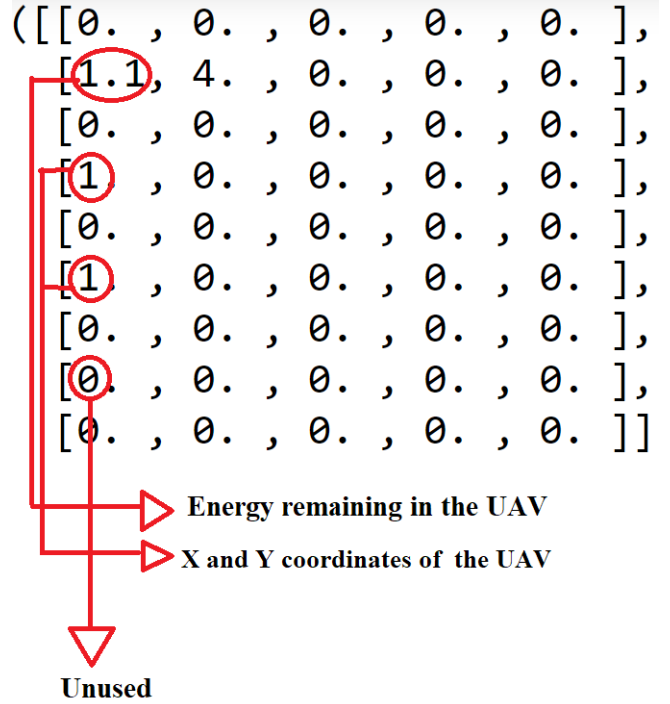 ([[0. , 0. , 0. , 0. , 0. ],
[1.1, 4. , 0. , 0. , 0. ],
[0. , 0. , 0. , 0. , 0. ],
[1. , 0. , 0. , 0. , 0. ],
[0. , 0. , 0. , 0. , 0. ],
[1. , 0. , 0. , 0. , 0. ],
[0. , 0. , 0. , 0. , 0. ],
[0. , 0. , 0. , 0. , 0. ],
[0. , 0. , 0. , 0. , 0. ]]
Energy remaining in the UAV
X and Y coordinates of the UAV
Unused